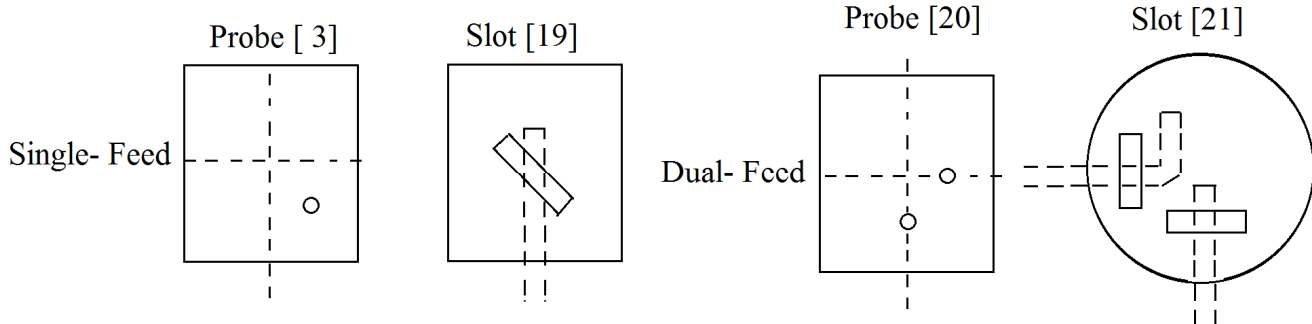 Probe [ 3]
Slot [19]
Probe [20]
Slot [21]
Single- Feed
Dual- Fccd